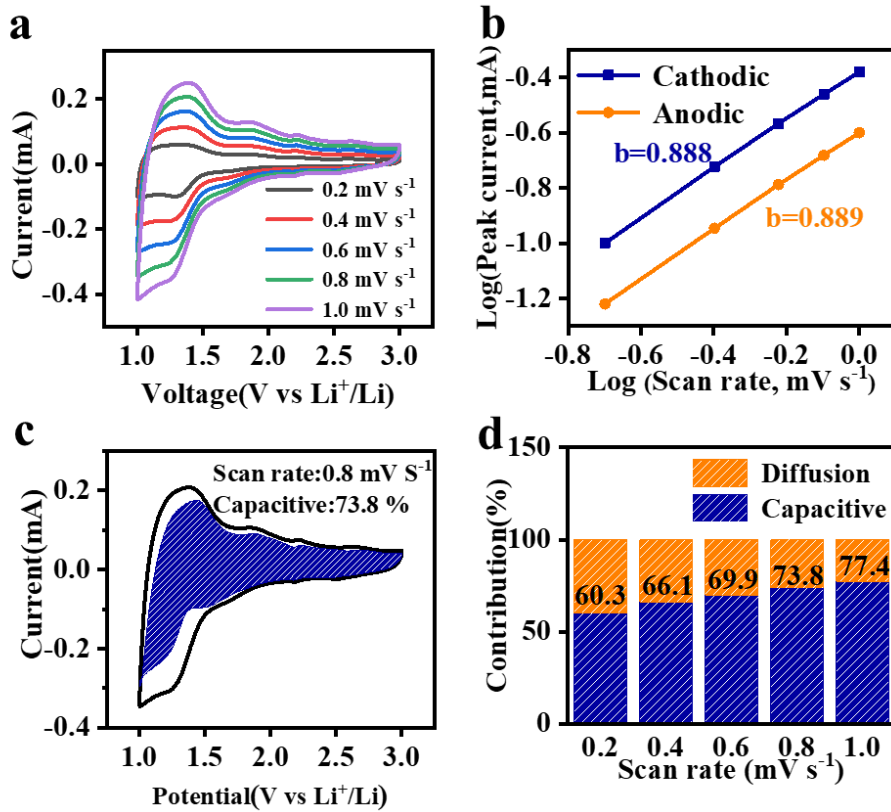 a
Current(mA)
0.2
0.0
-0.2
-0.4
0.2 mV s⁻¹
0.4 mV s⁻¹
0.6 mV s⁻¹
0.8 mV s⁻¹
1.0 mV s⁻¹
1.0 1.5 2.0 2.5 3.0
Voltage(V vs Li⁺/Li)
b
Log(Peak current,mA)
-0.4
-0.6
-0.8
-1.0
-1.2
Cathodic
Anodic
b=0.888
b=0.889
-0.8 -0.6 -0.4 -0.2 0.0
Log (Scan rate, mV s⁻¹)
c
Current(mA)
0.2
0.0
-0.2
-0.4
Scan rate:0.8 mV S⁻¹
Capacitive:73.8 %
1.0 1.5 2.0 2.5 3.0
Potential(V vs Li⁺/Li)
d
Contribution(%)
150
100
50
0
Diffusion
Capacitive
60.3 66.1 69.9 73.8 77.4
0.2 0.4 0.6 0.8 1.0
Scan rate (mV s⁻¹)